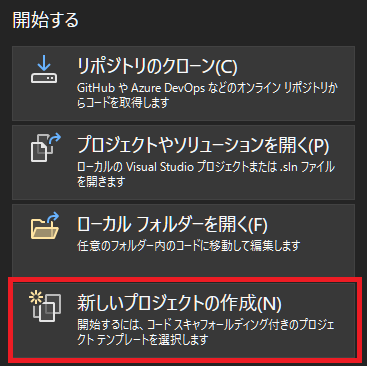 開始する
リポジトリのクローン(C)
GitHub や Azure DevOps などのオンライン リポジトリか
らコードを取得します
プロジェクトやソリューションを開く(P)
ローカルの Visual Studio プロジェクトまたは .sln ファイル
を開きます
ローカル フォルダーを開く(F)
任意のフォルダー内のコードに移動して編集します
新しいプロジェクトの作成(N)
開始するには、コード スキャフォールディング付きのプロジェ
クト テンプレートを選択します